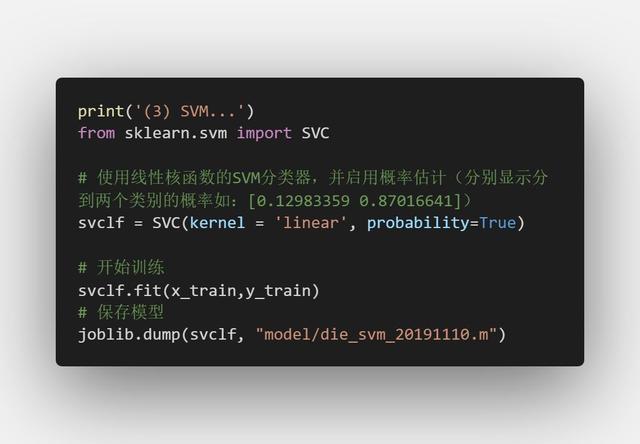 print('(3) SVM...')
from sklearn.svm import SVC
# 使用线性核函数的SVM分类器，并启用概率估计（分别显示分
到两个类别的概率如：[0.12983359 0.87016641]）
svclf = SVC(kernel = 'linear', probability=True)
# 开始训练
svclf.fit(x_train,y_train)
# 保存模型
joblib.dump(svclf, "model/die_svm_20191110.m")